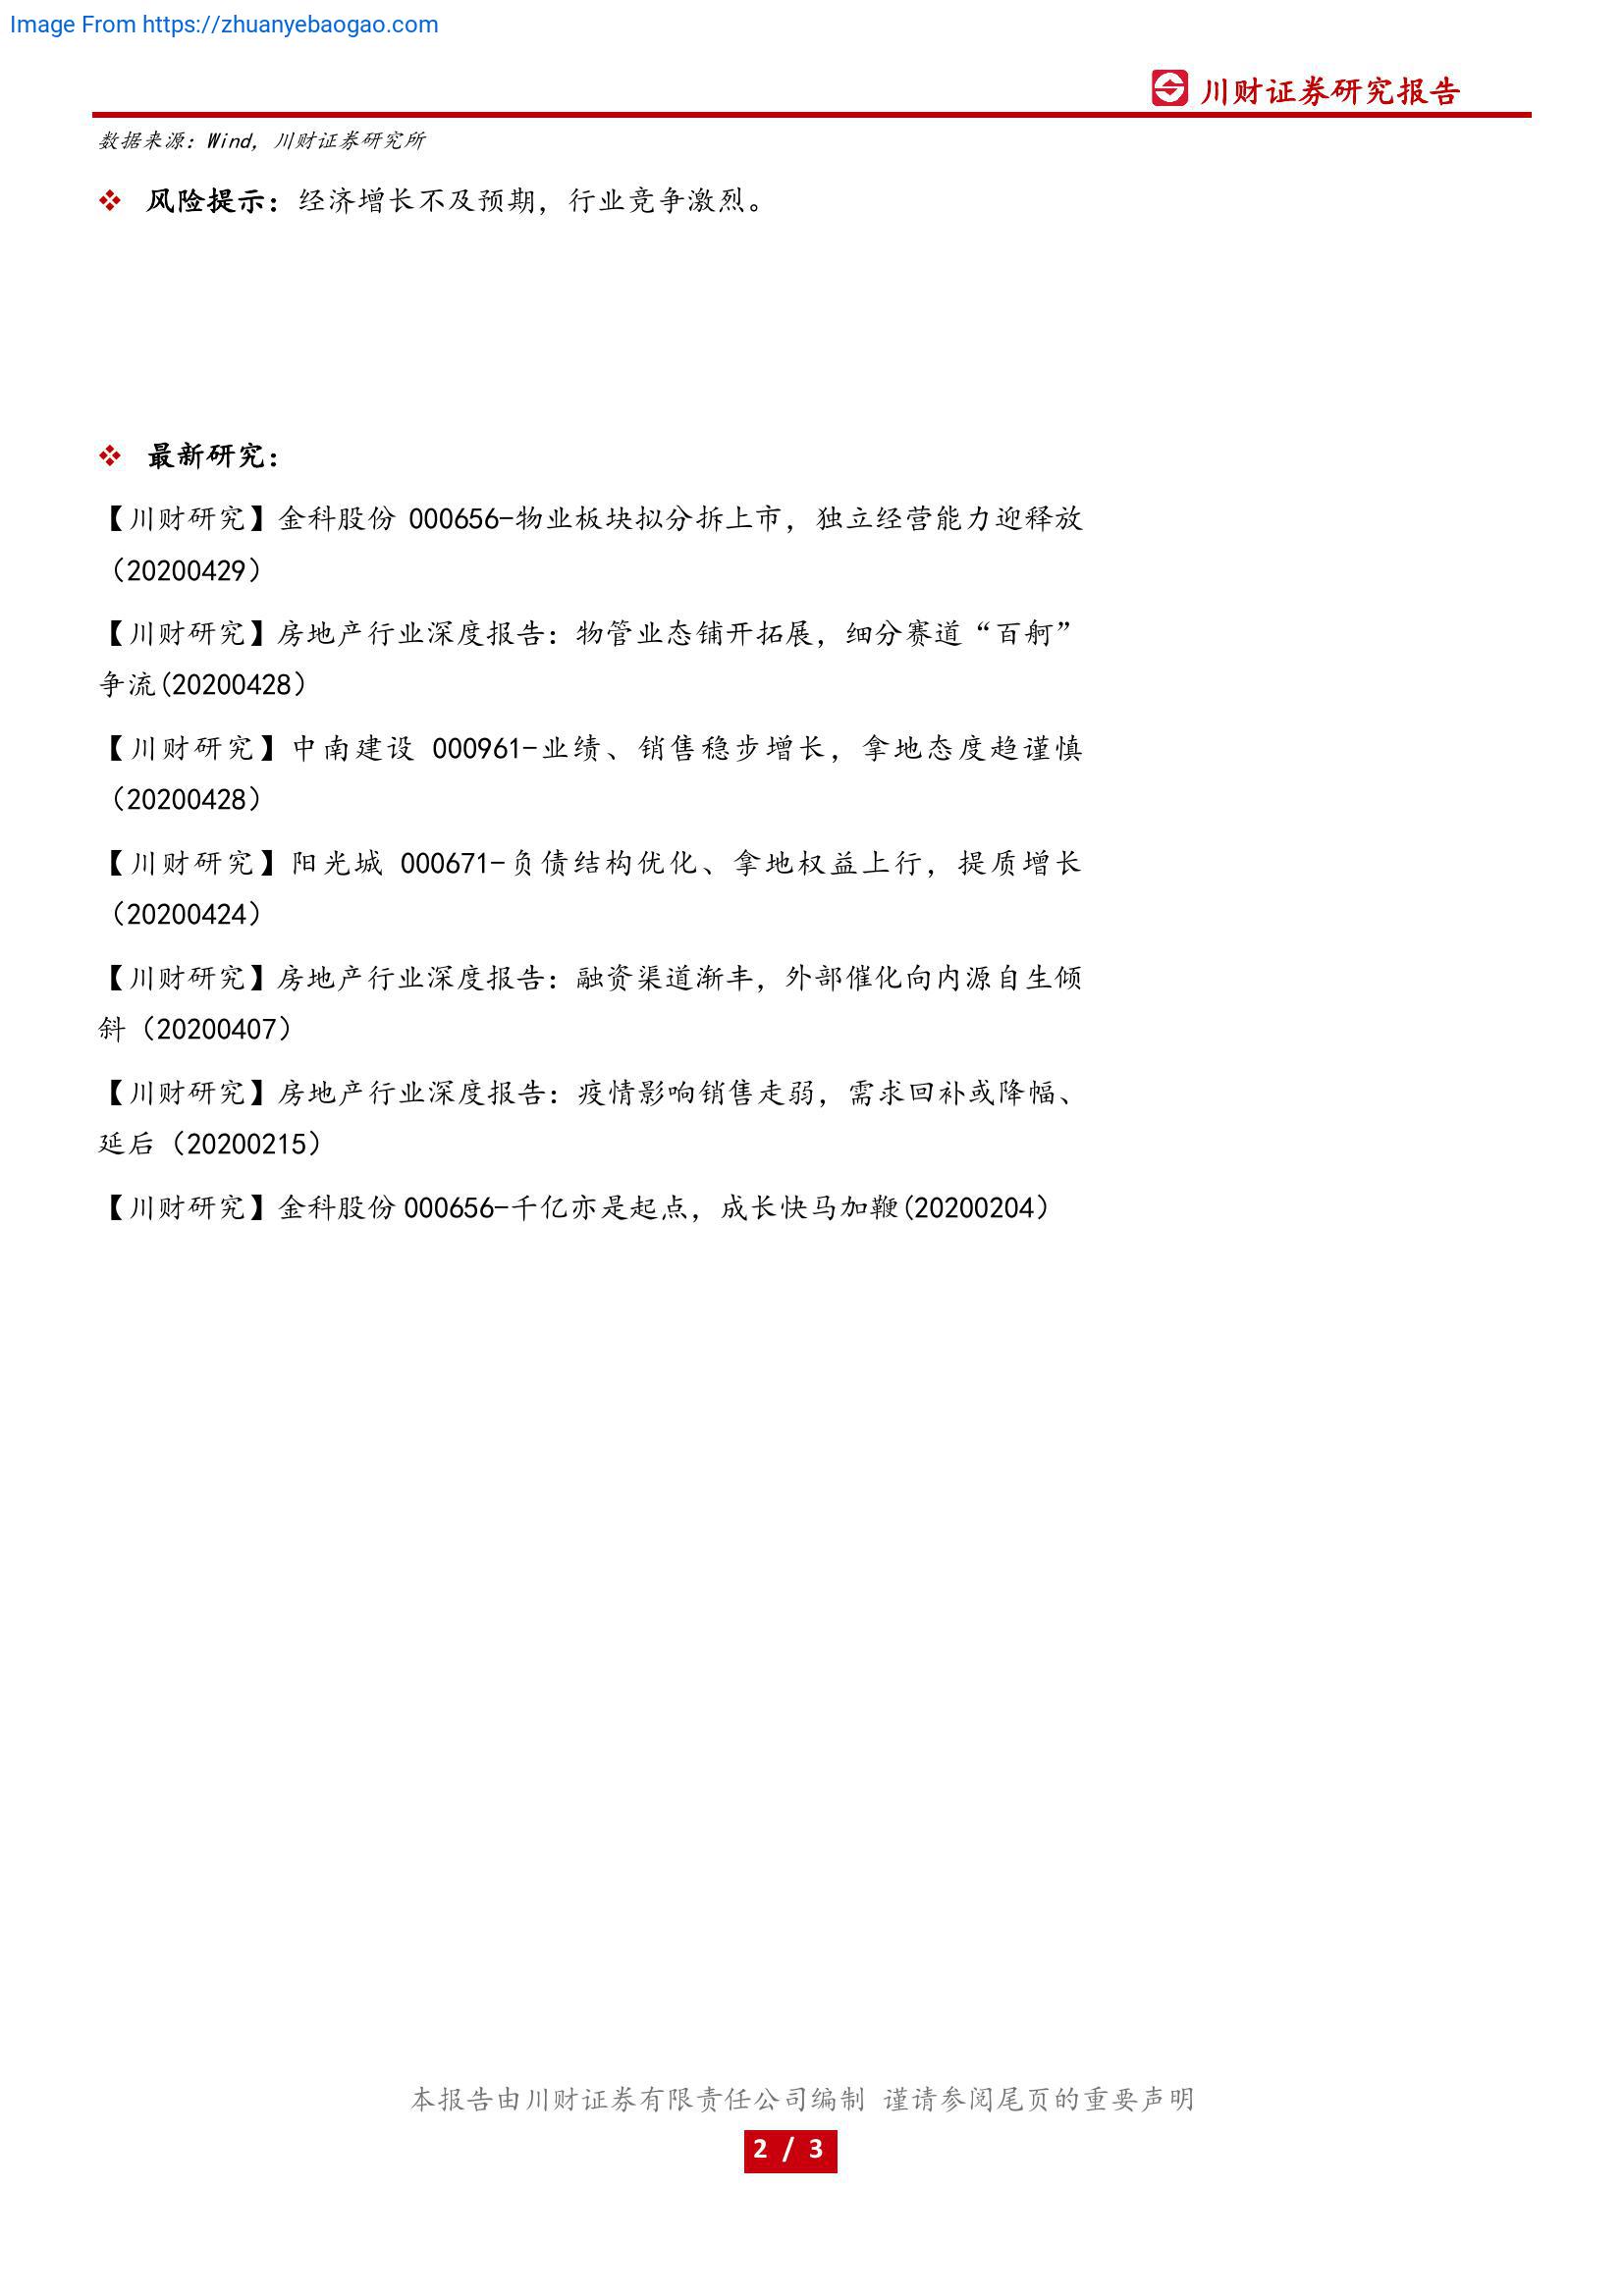 Image From https://zhuanyebaogao.com
川财证券研究报告
数据来源：Wind，川财证券研究所
❖ 风险提示：经济增长不及预期，行业竞争激烈。
❖ 最新研究：
【川财研究】金科股份 000656-物业板块拟分拆上市，独立经营能力迎释放
（20200429）
【川财研究】房地产行业深度报告：物管业态铺开拓展，细分赛道“百舸”
争流(20200428）
【川财研究】中南建设 000961-业绩、销售稳步增长，拿地态度趋谨慎
（20200428）
【川财研究】阳光城 000671-负债结构优化、拿地权益上行，提质增长
（20200424）
【川财研究】房地产行业深度报告：融资渠道渐丰，外部催化向内源自生倾
斜（20200407）
【川财研究】房地产行业深度报告：疫情影响销售走弱，需求回补或降幅、
延后（20200215）
【川财研究】金科股份 000656-千亿亦是起点，成长快马加鞭(20200204）
本报告由川财证券有限责任公司编制 谨请参阅尾页的重要声明
2 / 3